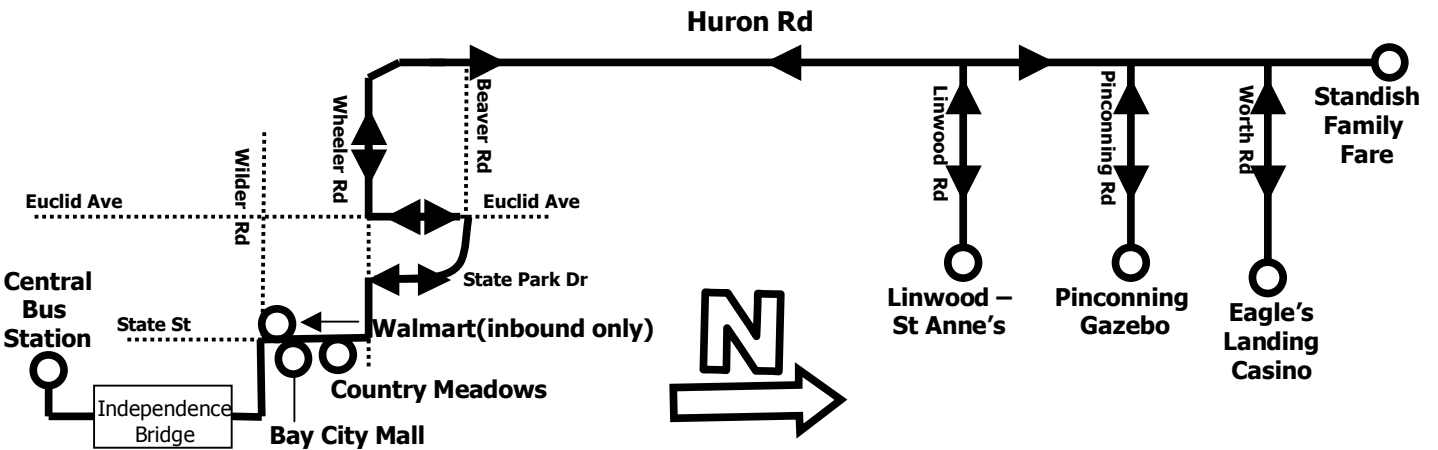 Huron Rd
Wilder Rd
Wheeler Rd
Beaver Rd
Linwood Rd
Pinconning Rd
Worth Rd
Standish
Family
Fare
Euclid Ave
Euclid Ave
Central
Bus
Station
State Park Dr
State St
Walmart(inbound only)
Country Meadows
Independence
Bridge
Bay City Mall
N
Linwood –
St Anne’s
Pinconning
Gazebo
Eagle’s
Landing
Casino